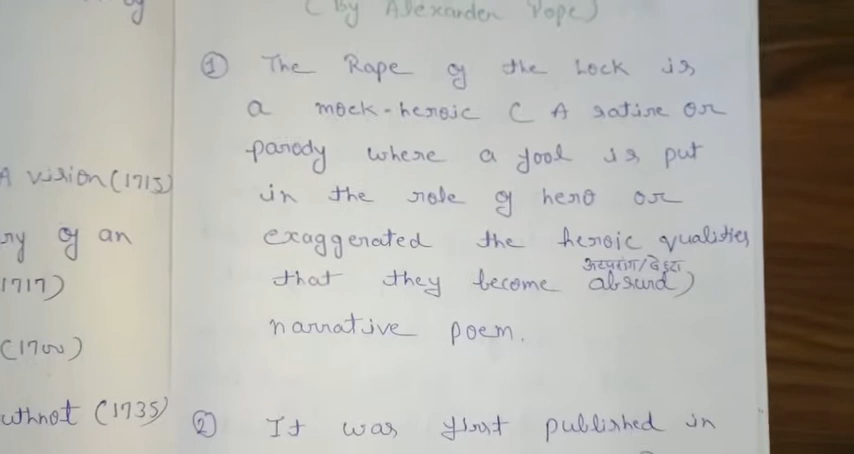 (By Alexander Pope)
① The Rape of the Lock is
a mock-heroic ( A satire or
parody where a fool is put
in the role of hero or
exaggerated the heroic qualities
that they become absurd)
narrative poem.
② It was first published in
A vision (1713)
ry of an
1717)
(1700)
uthnot (1735)